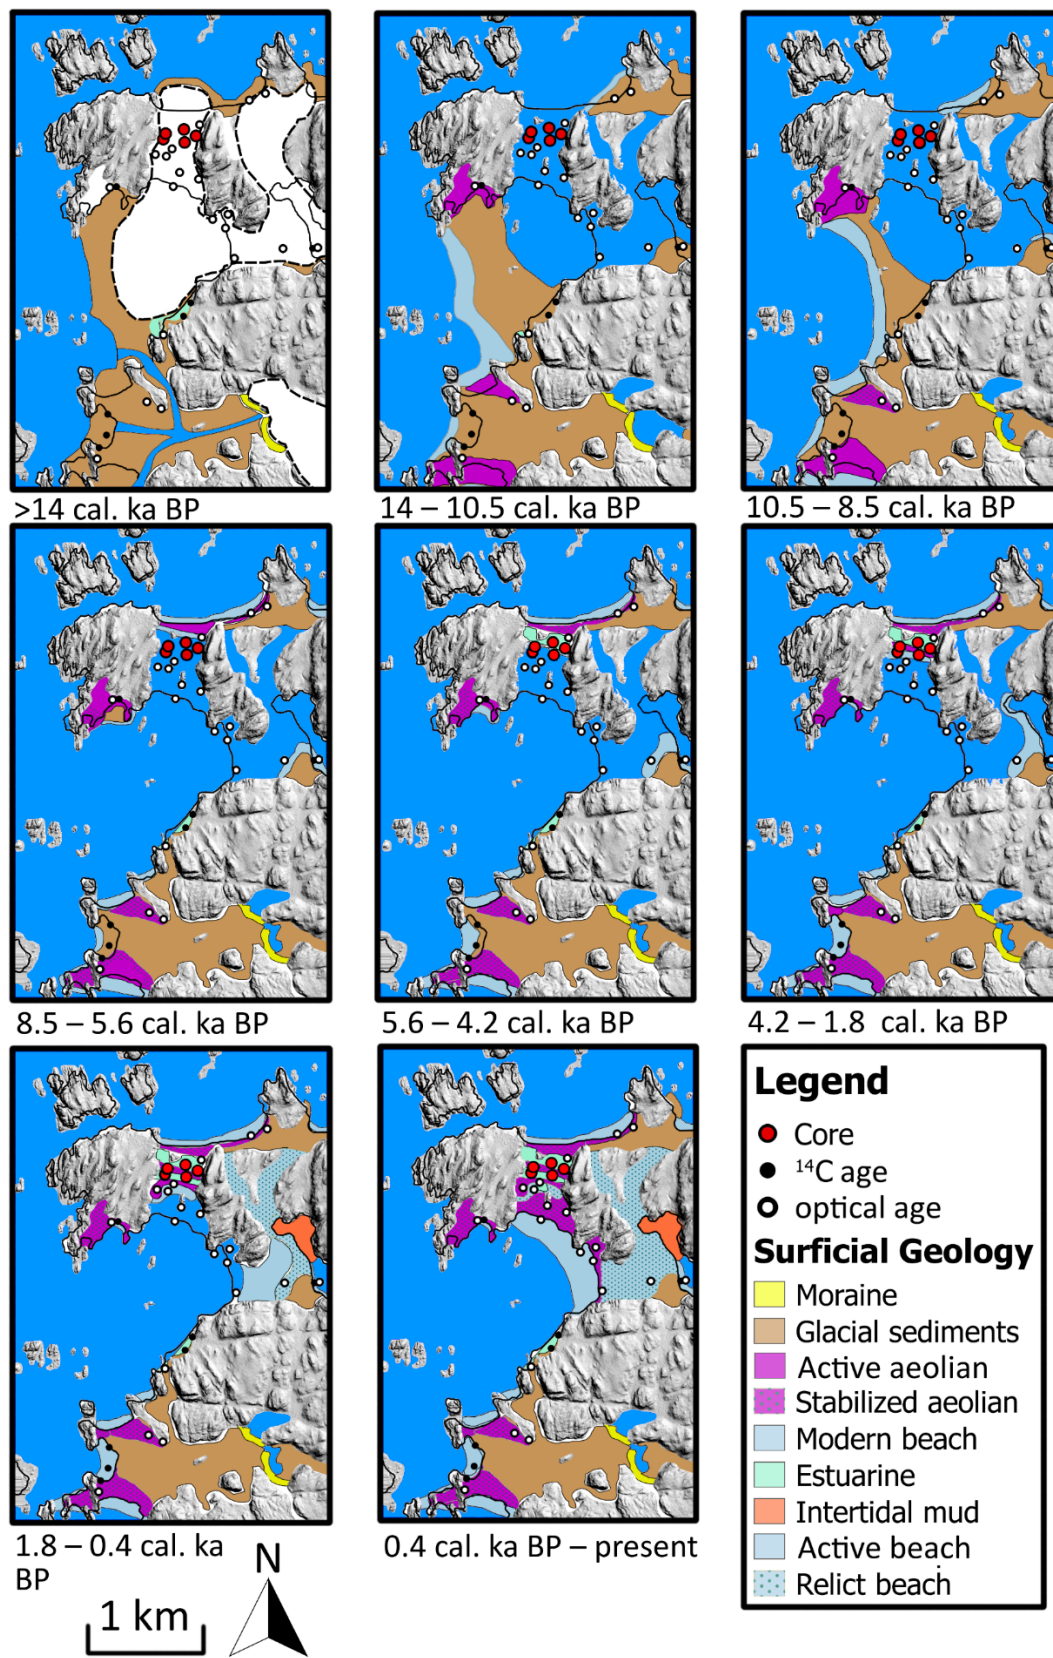 >14 cal. ka BP
14 – 10.5 cal. ka BP
10.5 – 8.5 cal. ka BP
8.5 – 5.6 cal. ka BP
5.6 – 4.2 cal. ka BP
4.2 – 1.8 cal. ka BP
1.8 – 0.4 cal. ka
BP
0.4 cal. ka BP – present
N
1 km
Legend
Core
¹⁴C age
optical age
Surficial Geology
Moraine
Glacial sediments
Active aeolian
Stabilized aeolian
Modern beach
Estuarine
Intertidal mud
Active beach
Relict beach